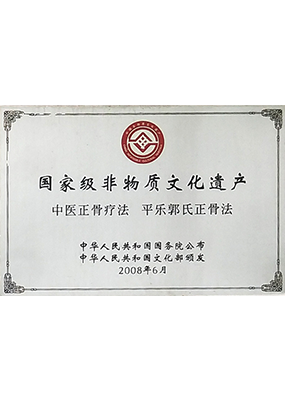 国家级非物质文化遗产
中医正骨疗法 平乐郭氏正骨法
中华人民共和国国务院公布
中华人民共和国文化部颁发
2008年6月